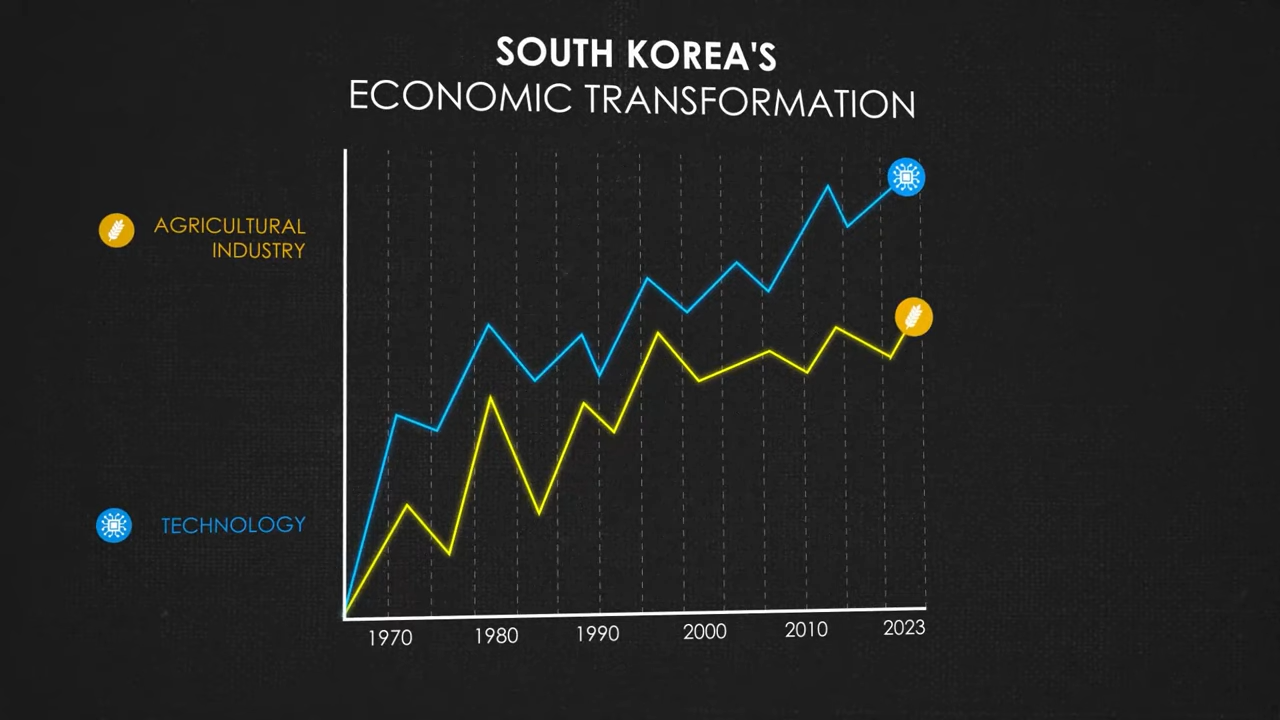 SOUTH KOREA'S
ECONOMIC TRANSFORMATION
AGRICULTURAL
INDUSTRY
TECHNOLOGY
1970 1980 1990 2000 2010 2023